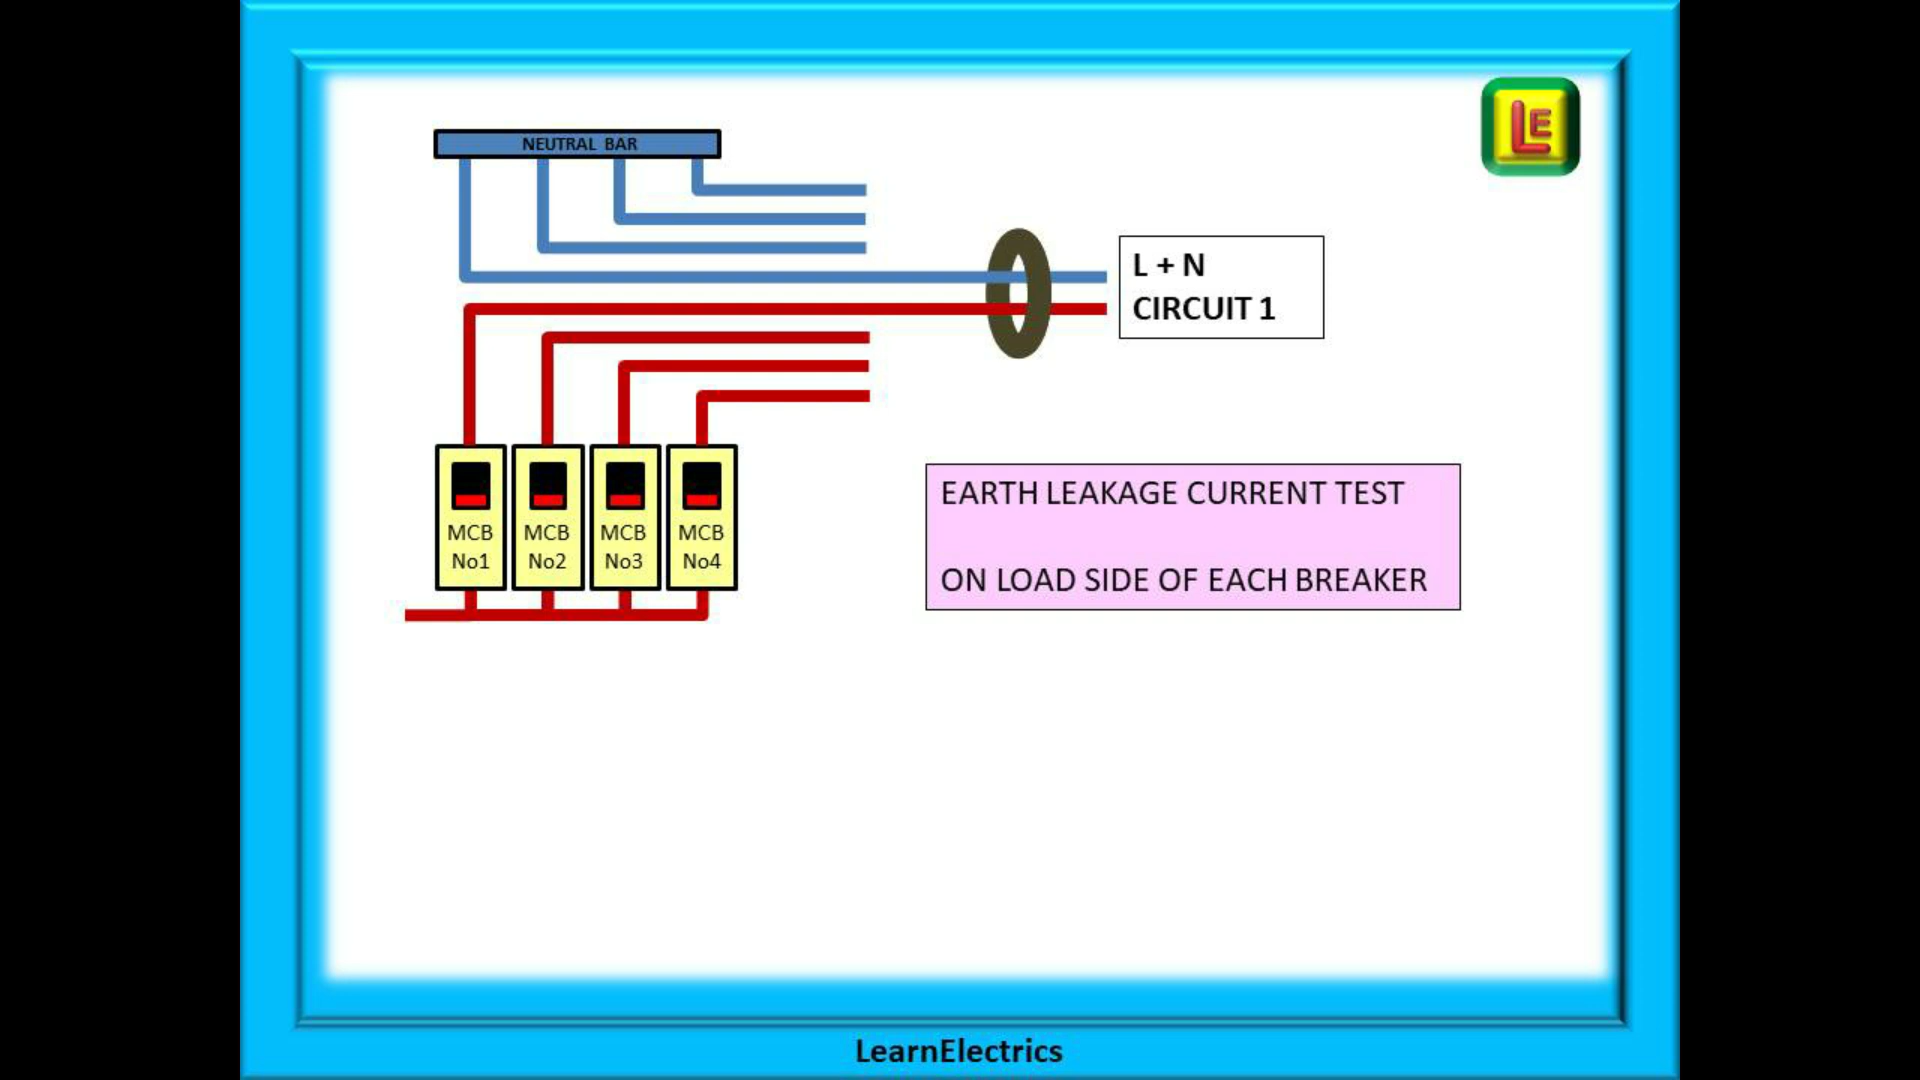 NEUTRAL BAR
LE
L + N
CIRCUIT 1
MCB
No1
MCB
No2
MCB
No3
MCB
No4
EARTH LEAKAGE CURRENT TEST
ON LOAD SIDE OF EACH BREAKER
LearnElectrics